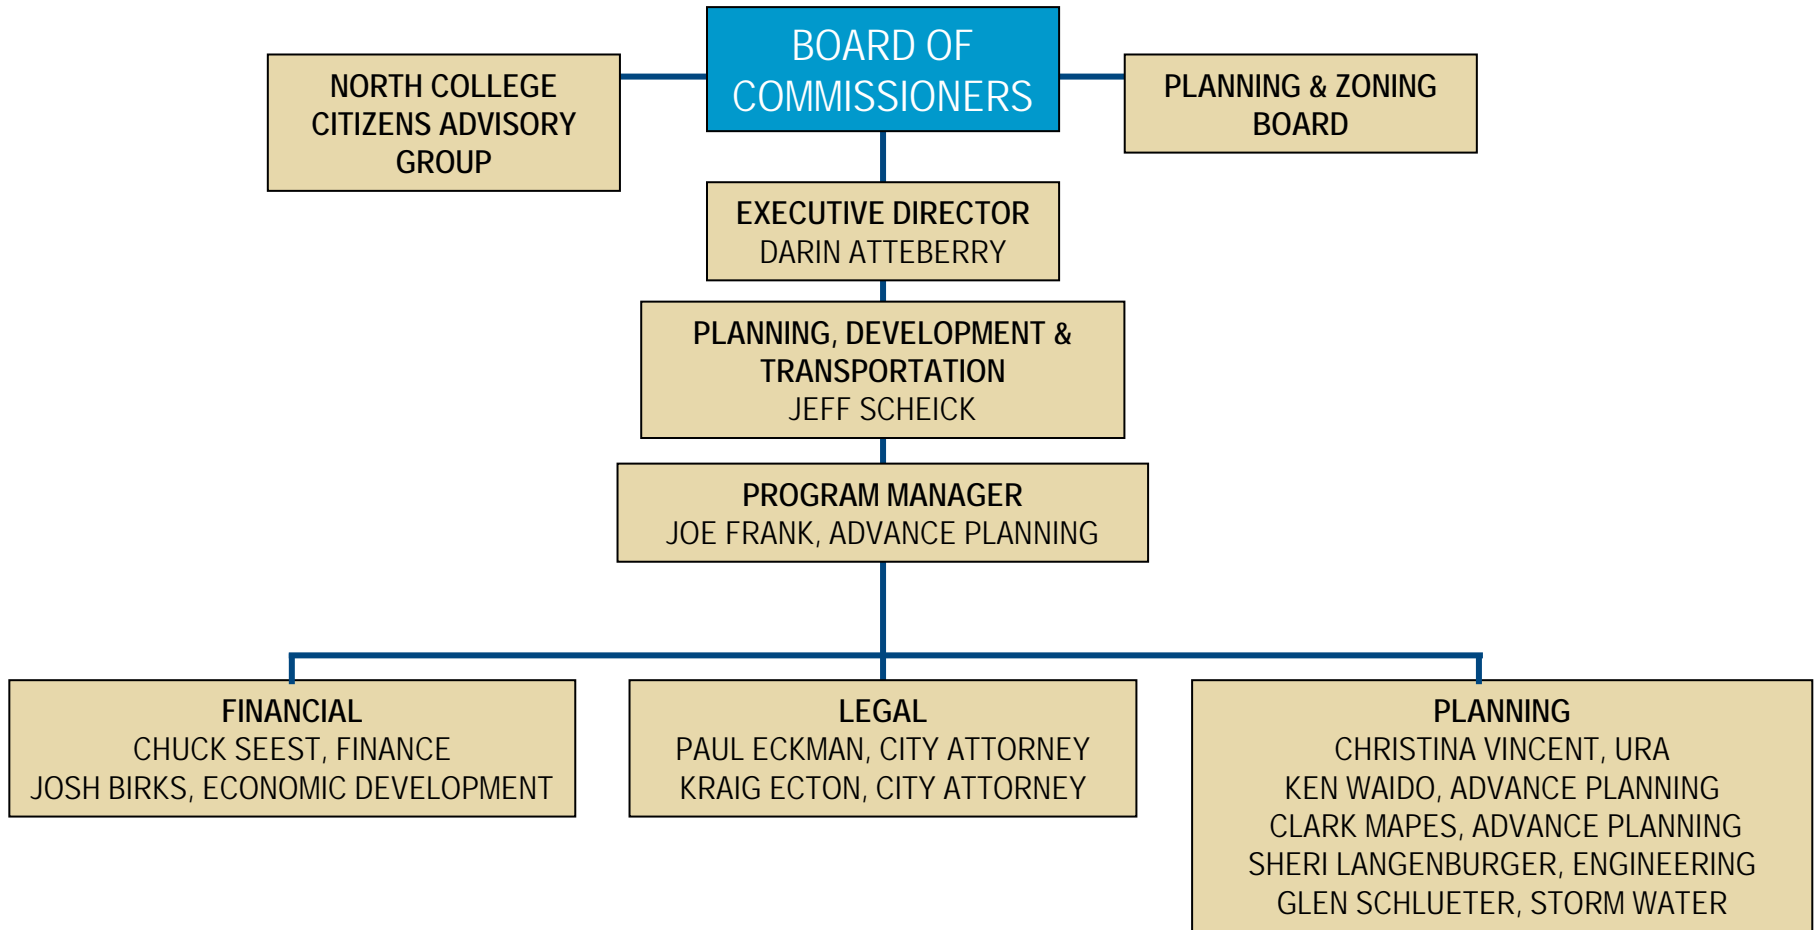 BOARD OF
COMMISSIONERS
NORTH COLLEGE
CITIZENS ADVISORY
GROUP
PLANNING & ZONING
BOARD
EXECUTIVE DIRECTOR
DARIN ATTEBERRY
PLANNING, DEVELOPMENT &
TRANSPORTATION
JEFF SCHEICK
PROGRAM MANAGER
JOE FRANK, ADVANCE PLANNING
FINANCIAL
CHUCK SEEST, FINANCE
JOSH BIRKS, ECONOMIC DEVELOPMENT
LEGAL
PAUL ECKMAN, CITY ATTORNEY
KRAIG ECTON, CITY ATTORNEY
PLANNING
CHRISTINA VINCENT, URA
KEN WAIDO, ADVANCE PLANNING
CLARK MAPES, ADVANCE PLANNING
SHERI LANGENBURGER, ENGINEERING
GLEN SCHLUETER, STORM WATER